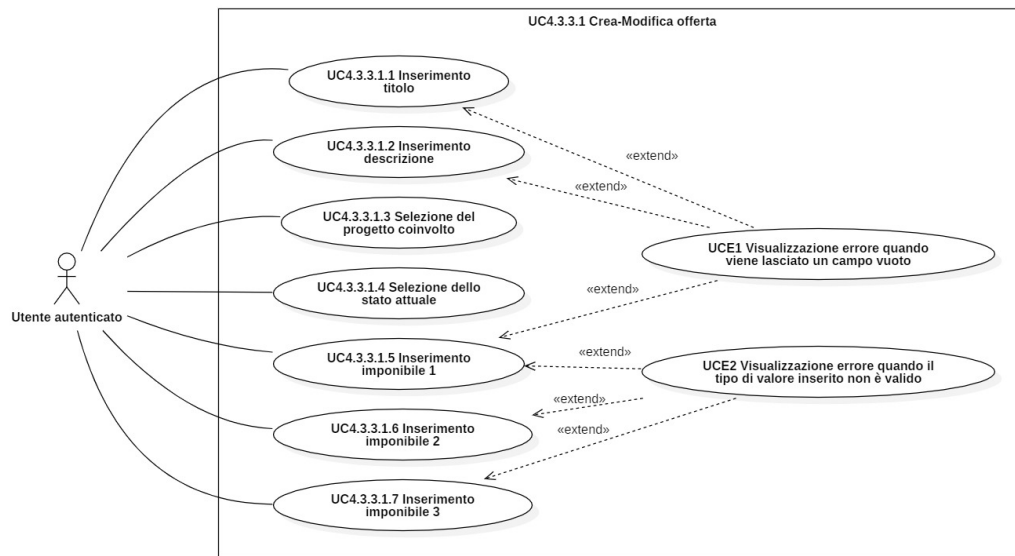 UC4.3.3.1 Crea-Modifica offerta
UC4.3.3.1.1 Inserimento
titolo
UC4.3.3.1.2 Inserimento
descrizione
«extend»
«extend»
UC4.3.3.1.3 Selezione del
progetto coinvolto
UCE1 Visualizzazione errore quando
viene lasciato un campo vuoto
UC4.3.3.1.4 Selezione dello
stato attuale
«extend»
Utente autenticato
UC4.3.3.1.5 Inserimento
imponibile 1
«extend»
UCE2 Visualizzazione errore quando il
tipo di valore inserito non è valido
«extend»
UC4.3.3.1.6 Inserimento
imponibile 2
«extend»
UC4.3.3.1.7 Inserimento
imponibile 3